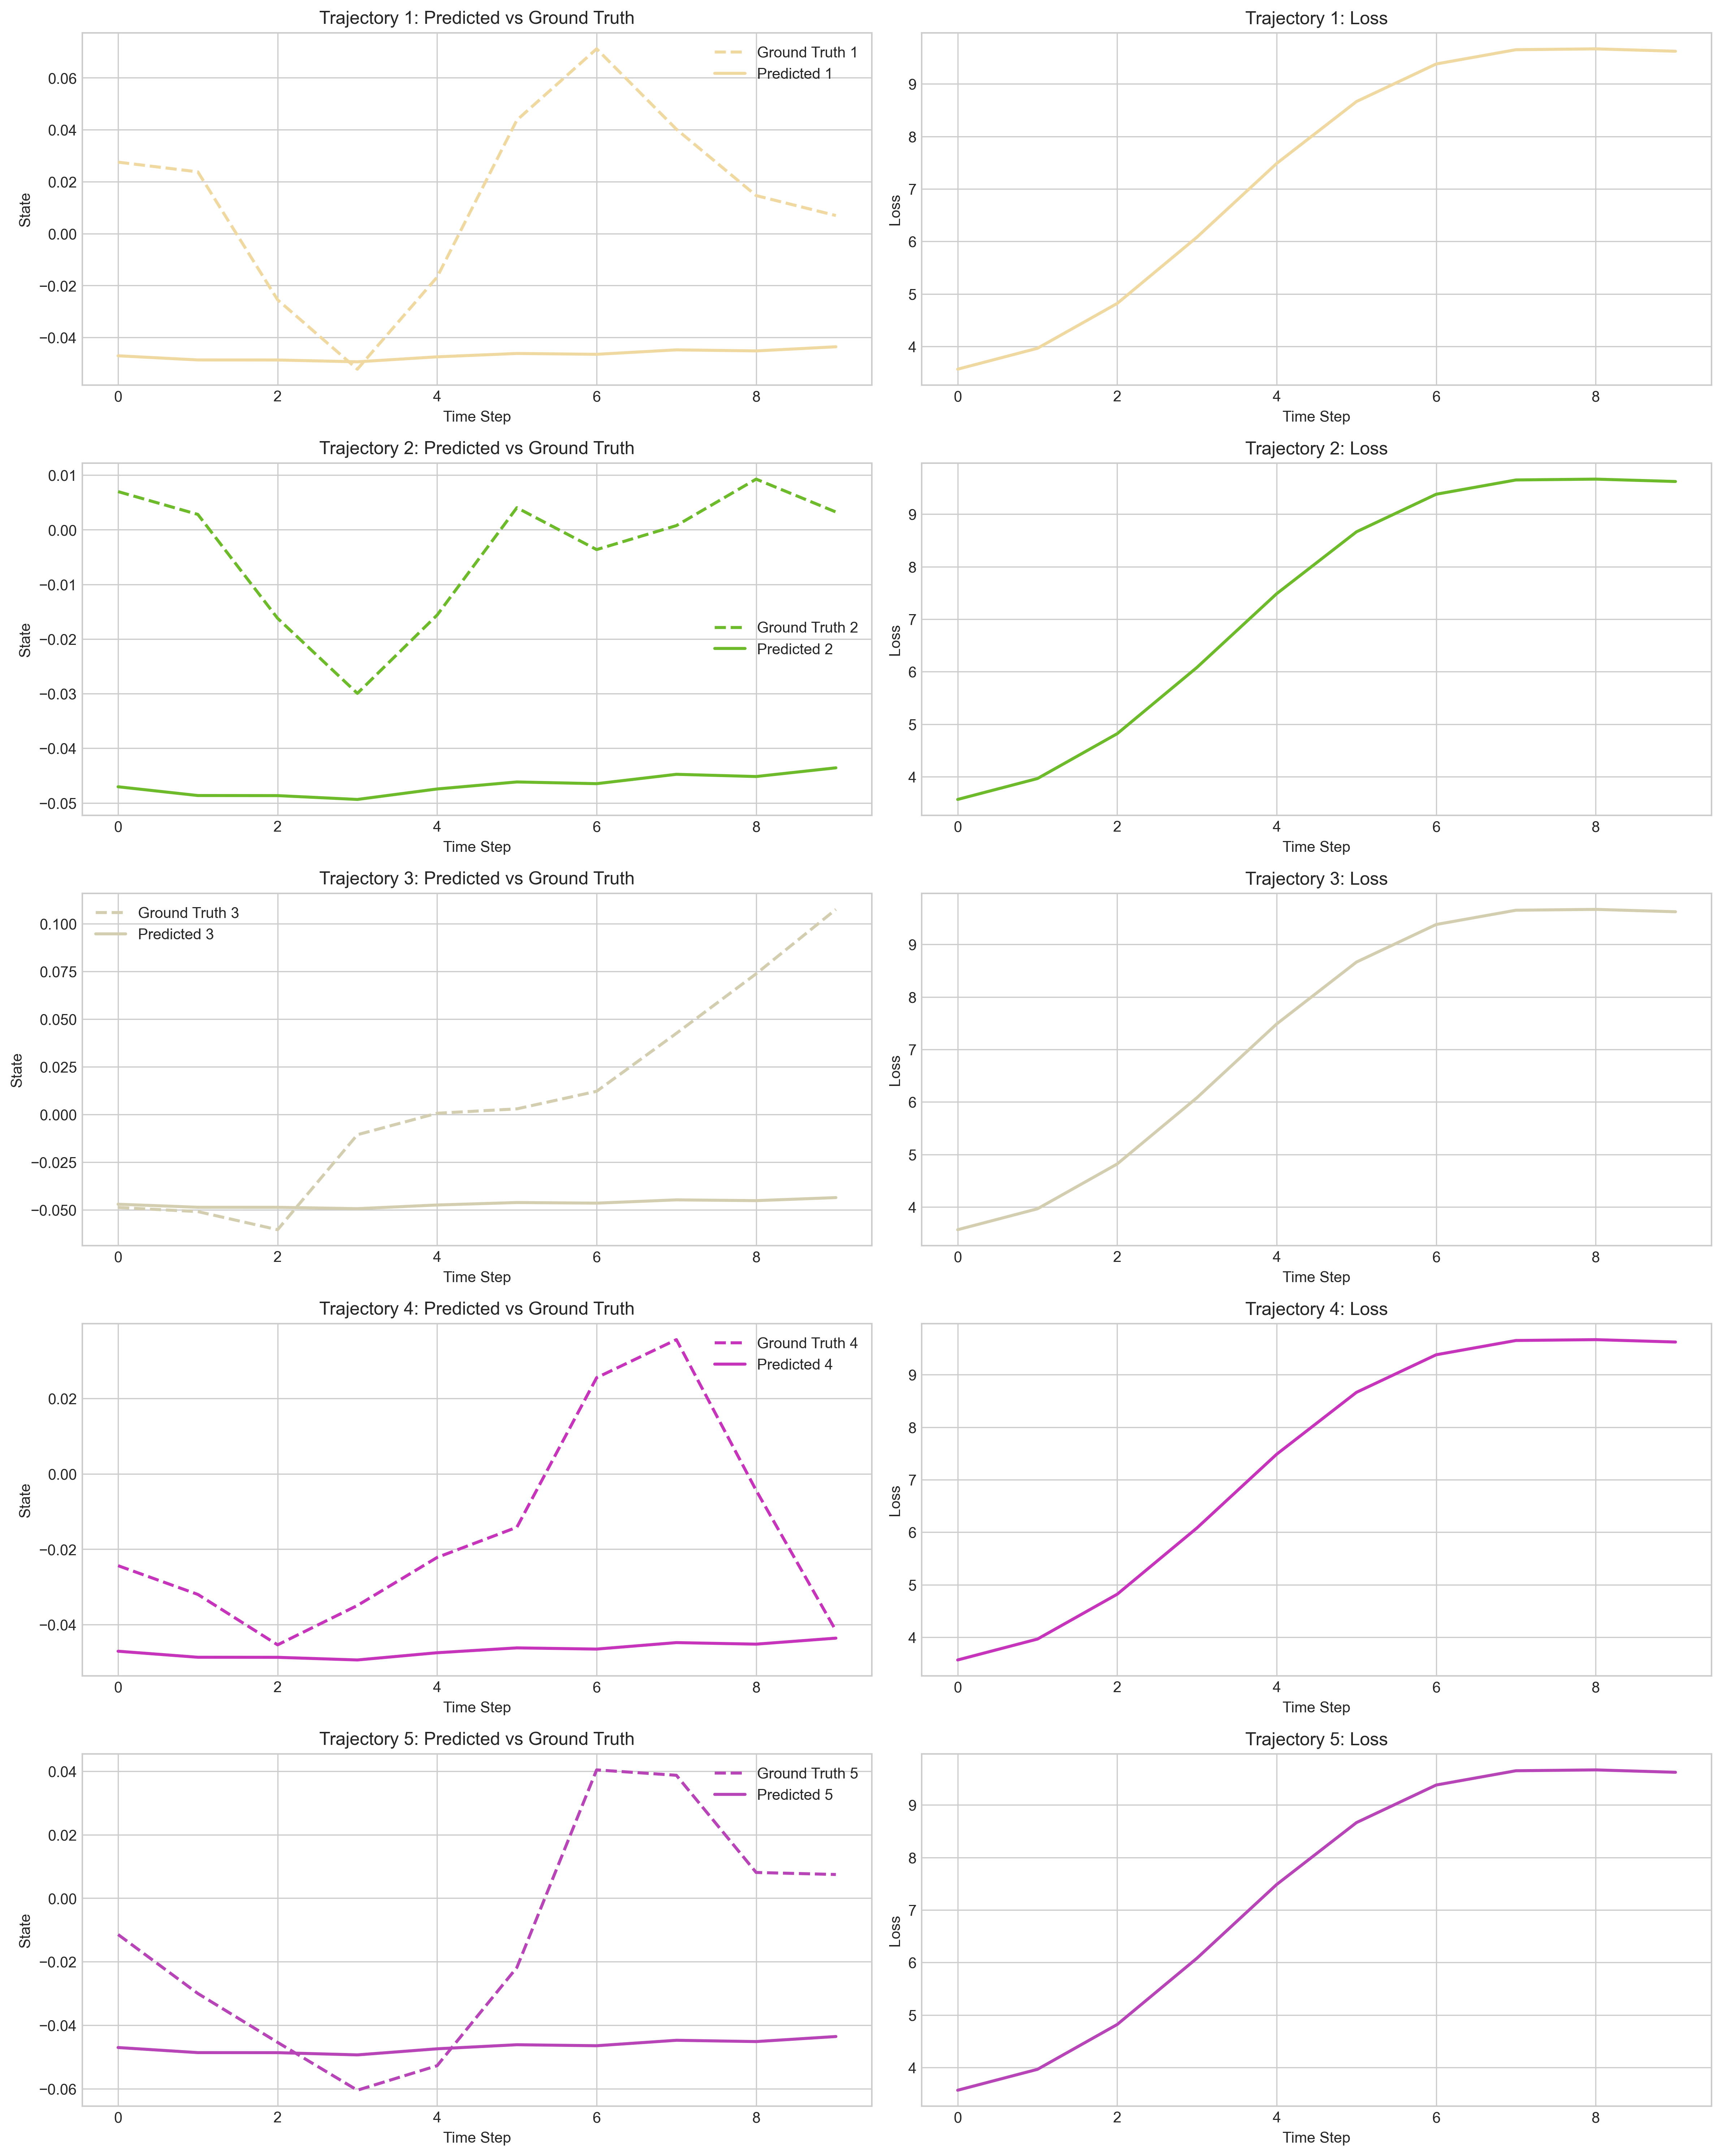 Trajectory 1: Predicted vs Ground Truth
State
0.06
0.04
0.02
0.00
−0.02
−0.04
Ground Truth 1
Predicted 1
0 2 4 6 8
Time Step
Trajectory 1: Loss
Loss
9
8
7
6
5
4
0 2 4 6 8
Time Step
Trajectory 2: Predicted vs Ground Truth
State
0.01
0.00
−0.01
−0.02
−0.03
−0.04
−0.05
Ground Truth 2
Predicted 2
0 2 4 6 8
Time Step
Trajectory 2: Loss
Loss
9
8
7
6
5
4
0 2 4 6 8
Time Step
Trajectory 3: Predicted vs Ground Truth
State
0.100
0.075
0.050
0.025
0.000
−0.025
−0.050
Ground Truth 3
Predicted 3
0 2 4 6 8
Time Step
Trajectory 3: Loss
Loss
9
8
7
6
5
4
0 2 4 6 8
Time Step
Trajectory 4: Predicted vs Ground Truth
State
0.02
0.00
−0.02
−0.04
Ground Truth 4
Predicted 4
0 2 4 6 8
Time Step
Trajectory 4: Loss
Loss
9
8
7
6
5
4
0 2 4 6 8
Time Step
Trajectory 5: Predicted vs Ground Truth
State
0.04
0.02
0.00
−0.02
−0.04
−0.06
Ground Truth 5
Predicted 5
0 2 4 6 8
Time Step
Trajectory 5: Loss
Loss
9
8
7
6
5
4
0 2 4 6 8
Time Step